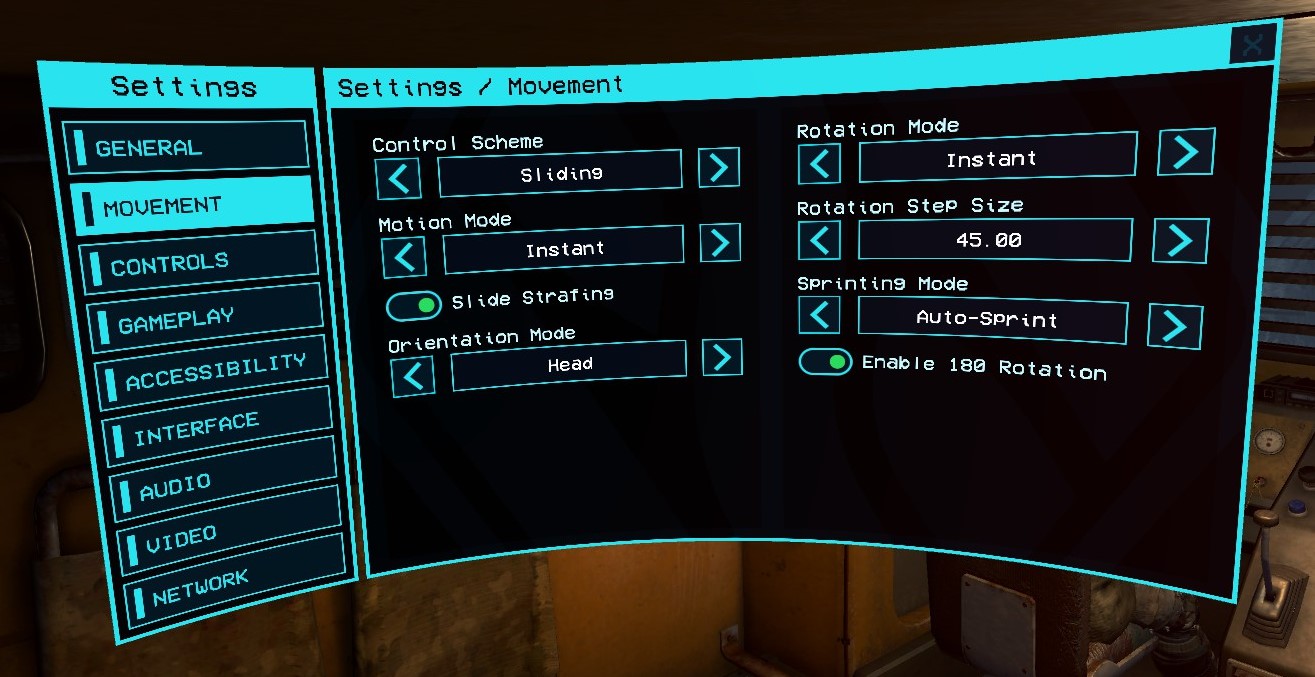 Settings
GENERAL
MOVEMENT
CONTROLS
GAMEPLAY
ACCESSIBILITY
INTERFACE
AUDIO
VIDEO
NETWORK
Settings / Movement
Control Scheme
Sliding
Motion Mode
Instant
Slide Strafing
Orientation Mode
Head
Rotation Mode
Instant
Rotation Step Size
45.00
Sprinting Mode
Auto-Sprint
Enable 180 Rotation